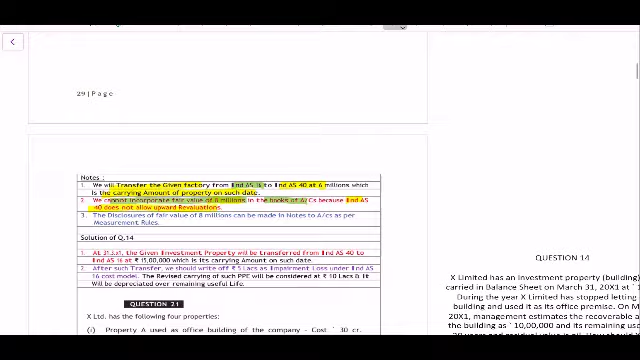 29 | P a g e
Notes :
1. We will Transfer the Given factory from Ind AS 16 to Ind AS 40 at 6 millions which
is the carrying Amount of property on such date.
2. We cannot incorporate fair value of 8 millions in the books of A/Cs because Ind AS
40 does not allow upward Revaluations.
3. The Disclosures of fair value of 8 millions can be made in Notes to A/cs as per
Measurement Rules.
Solution of Q.14
1. At 31.3.x1, the Given Investment Property will be transferred from Ind AS 40 to
Ind AS 16 at ₹ 15,00,000 which is its carrying Amount on such date.
2. After such Transfer, we should write off ₹ 5 Lacs as Impairment Loss under Ind AS
16 cost model. The Revised carrying of such PPE will be considered at ₹ 10 Lacs & It
will be depreciated over remaining useful Life.
QUESTION 21
X Ltd. has the following four properties:
(i) Property A used as office building of the company - Cost ` 30 cr.
QUESTION 14
X Limited has an investment property (building)
carried in Balance Sheet on March 31, 20X1 at ` 1
During the year X Limited has stopped letting
building and used it as its office premise. On M
20X1, management estimates the recoverable a
the building as ` 10,00,000 and its remaining use